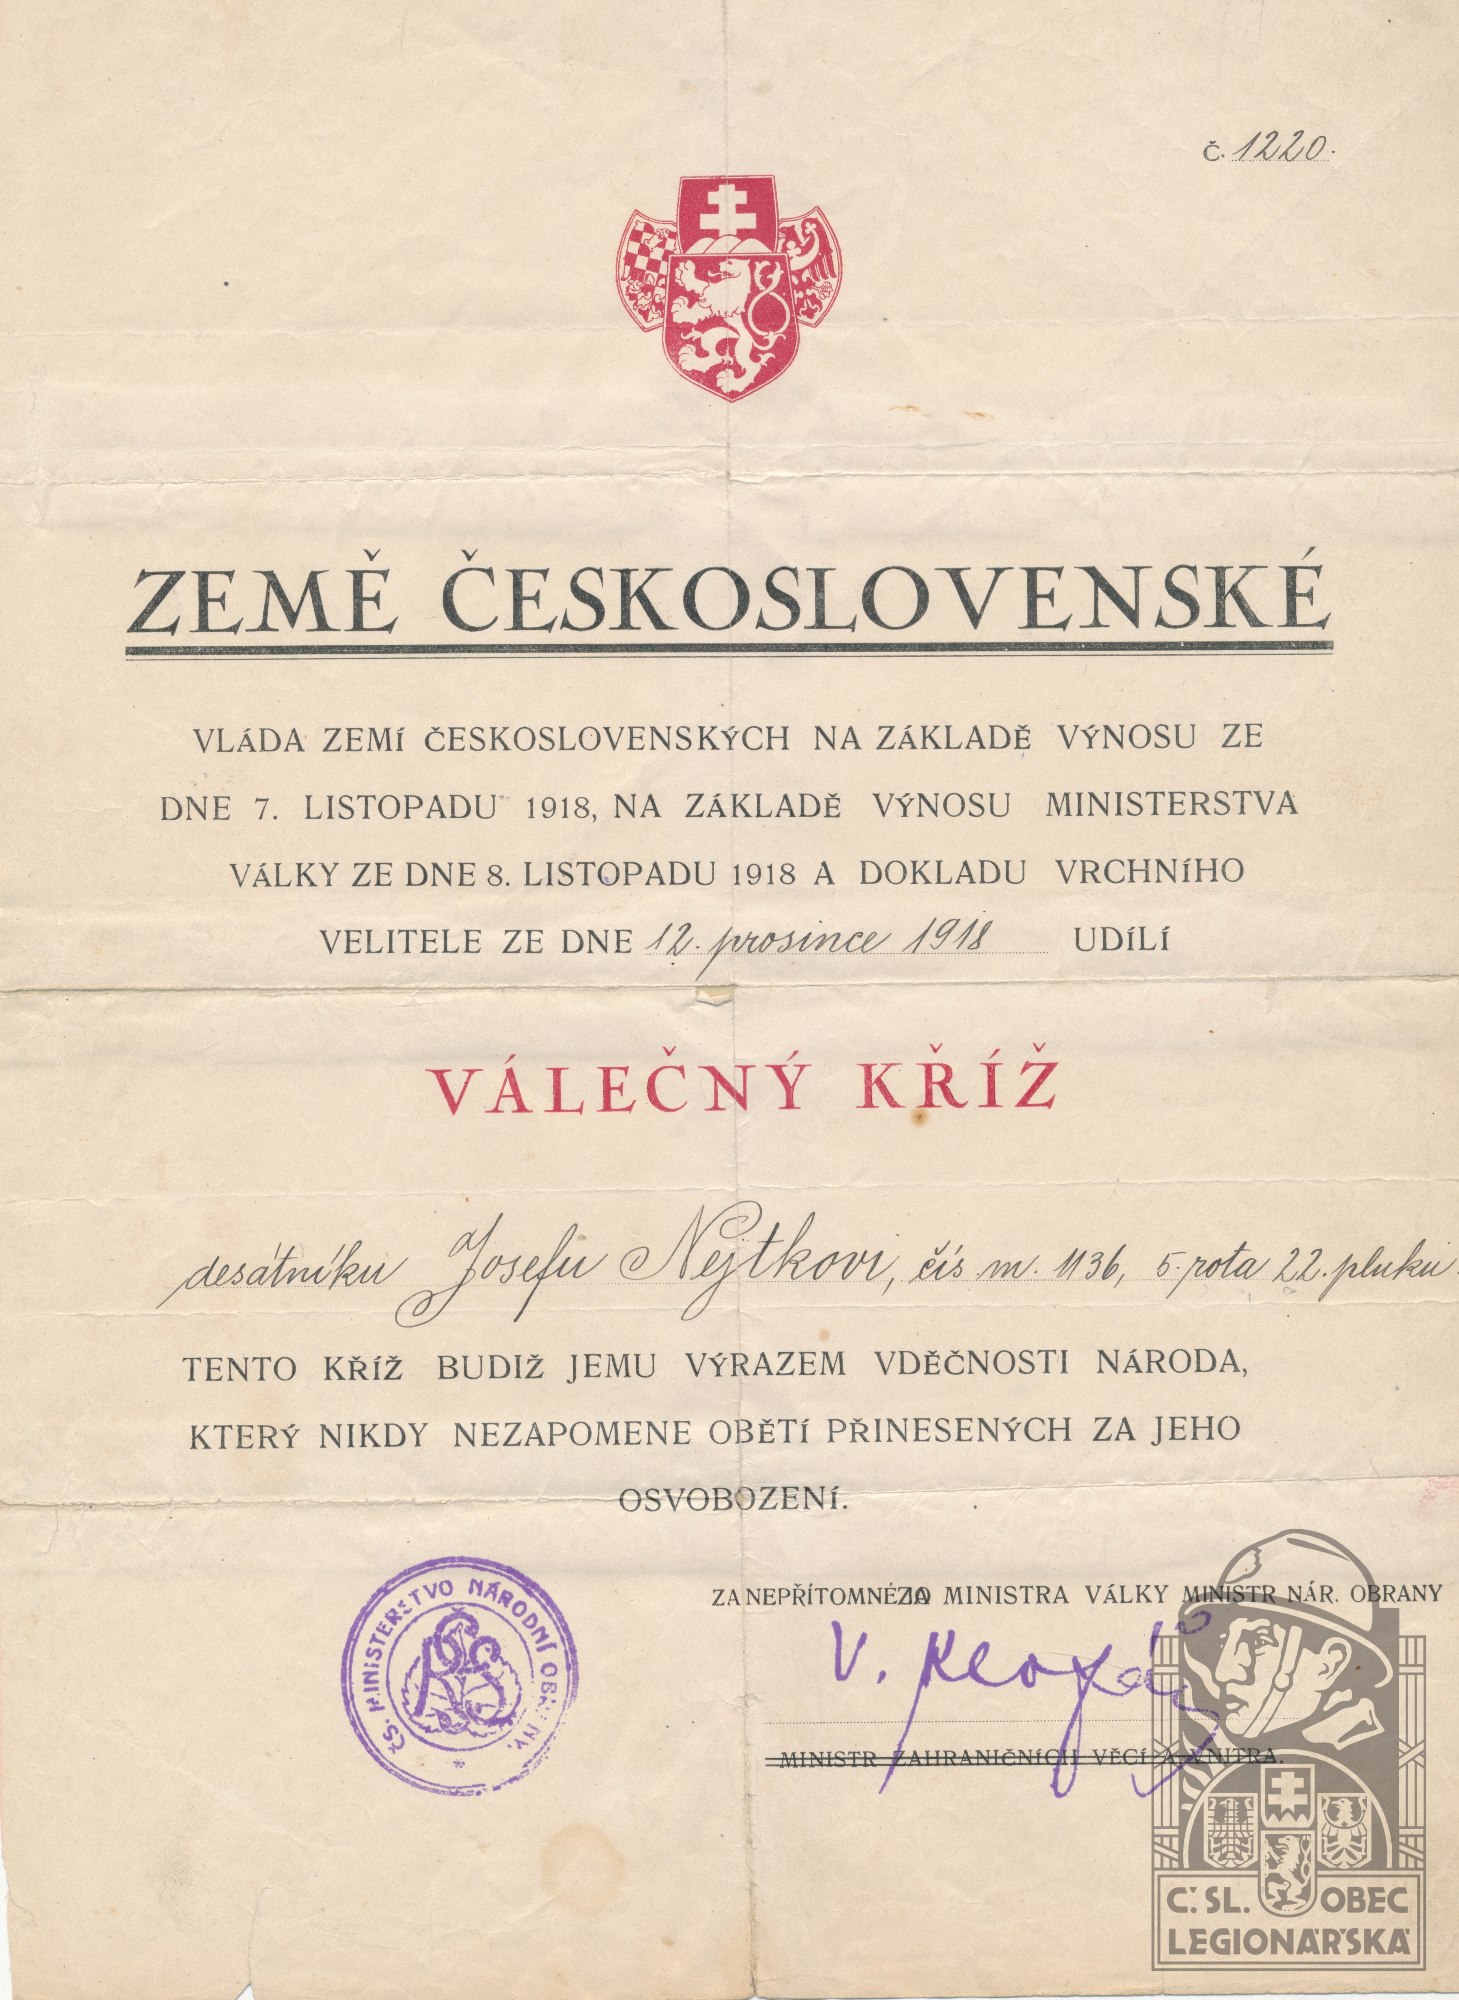 Č. 1220.
ZEMĚ ČESKOSLOVENSKÉ
VLÁDA ZEMÍ ČESKOSLOVENSKÝCH NA ZÁKLADĚ VÝNOSU ZE
DNE 7. LISTOPADU 1918, NA ZÁKLADĚ VÝNOSU MINISTERSTVA
VÁLKY ZE DNE 8. LISTOPADU 1918 A DOKLADU VRCHNÍHO
VELITELE ZE DNE 12. prosince 1918 UDÍLÍ
VÁLEČNÝ KŘÍŽ
desátníku Josefu Nejtkovi, čís m. 1136, 5. rota 22. pluku.
TENTO KŘÍŽ BUDIŽ JEMU VÝRAZEM VDĚČNOSTI NÁRODA,
KTERÝ NIKDY NEZAPOMENE OBĚTÍ PŘINESENÝCH ZA JEHO
OSVOBOZENÍ.
ČS. MINISTERSTVO NÁRODNÍ OBRANY.
RČS
ZA NEPŘÍTOMNÉHO MINISTRA VÁLKY MINISTR NÁR. OBRANY
V.
MINISTR ZAHRANIČNÍCH VĚCÍ A VNITRA.
Č. SL. OBEC
LEGIONÁŘSKÁ